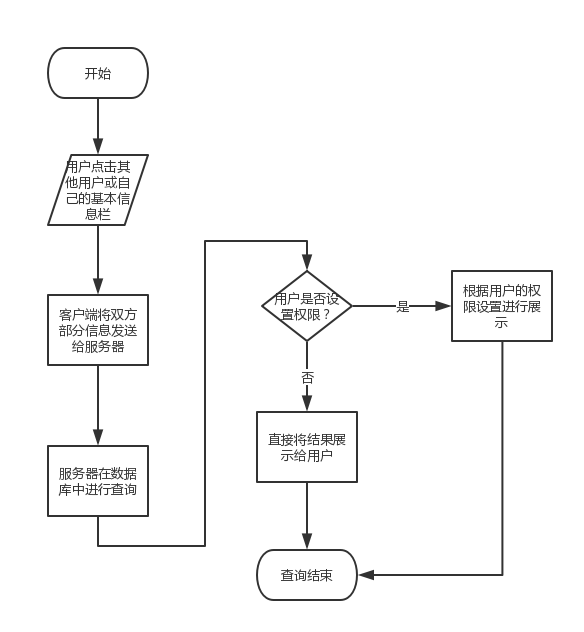 开始
用户点击其
他用户或自
己的基本信
息栏
客户端将双方
部分信息发送
给服务器
服务器在数据
库中进行查询
用户是否设
置权限？
是
根据用户的权
限设置进行展
示
否
直接将结果展
示给用户
查询结束